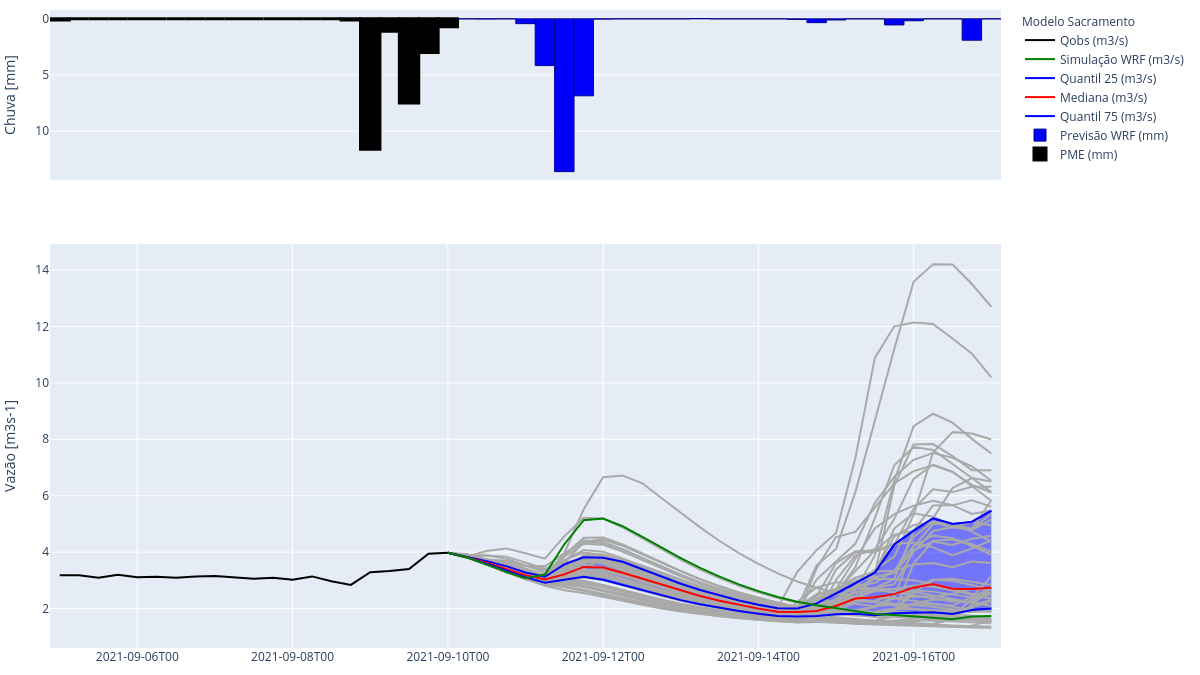 0
5
10
Chuva [mm]
Modelo Sacramento
Qobs (m3/s)
Simulação WRF (m3/s)
Quantil 25 (m3/s)
Mediana (m3/s)
Quantil 75 (m3/s)
Previsão WRF (mm)
PME (mm)
14
12
10
8
6
4
2
Vazão [m3s-1]
2021-09-06T00
2021-09-08T00
2021-09-10T00
2021-09-12T00
2021-09-14T00
2021-09-16T00